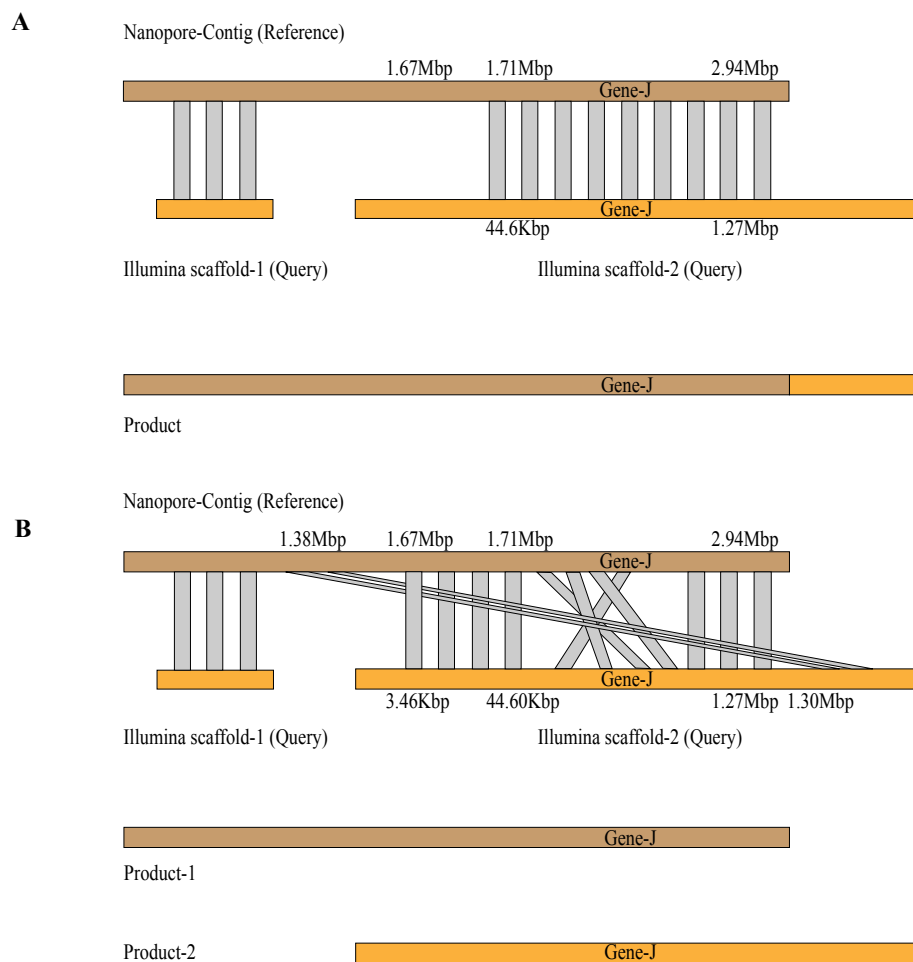 A
Nanopore-Contig (Reference)
1.67Mbp 1.71Mbp 2.94Mbp
Gene-J
Gene-J
44.6Kbp 1.27Mbp
Illumina scaffold-1 (Query) Illumina scaffold-2 (Query)
Gene-J
Product
Nanopore-Contig (Reference)
B
1.38Mbp 1.67Mbp 1.71Mbp 2.94Mbp
Gene-J
Gene-J
3.46Kbp 44.60Kbp 1.27Mbp 1.30Mbp
Illumina scaffold-1 (Query) Illumina scaffold-2 (Query)
Gene-J
Product-1
Product-2 Gene-J